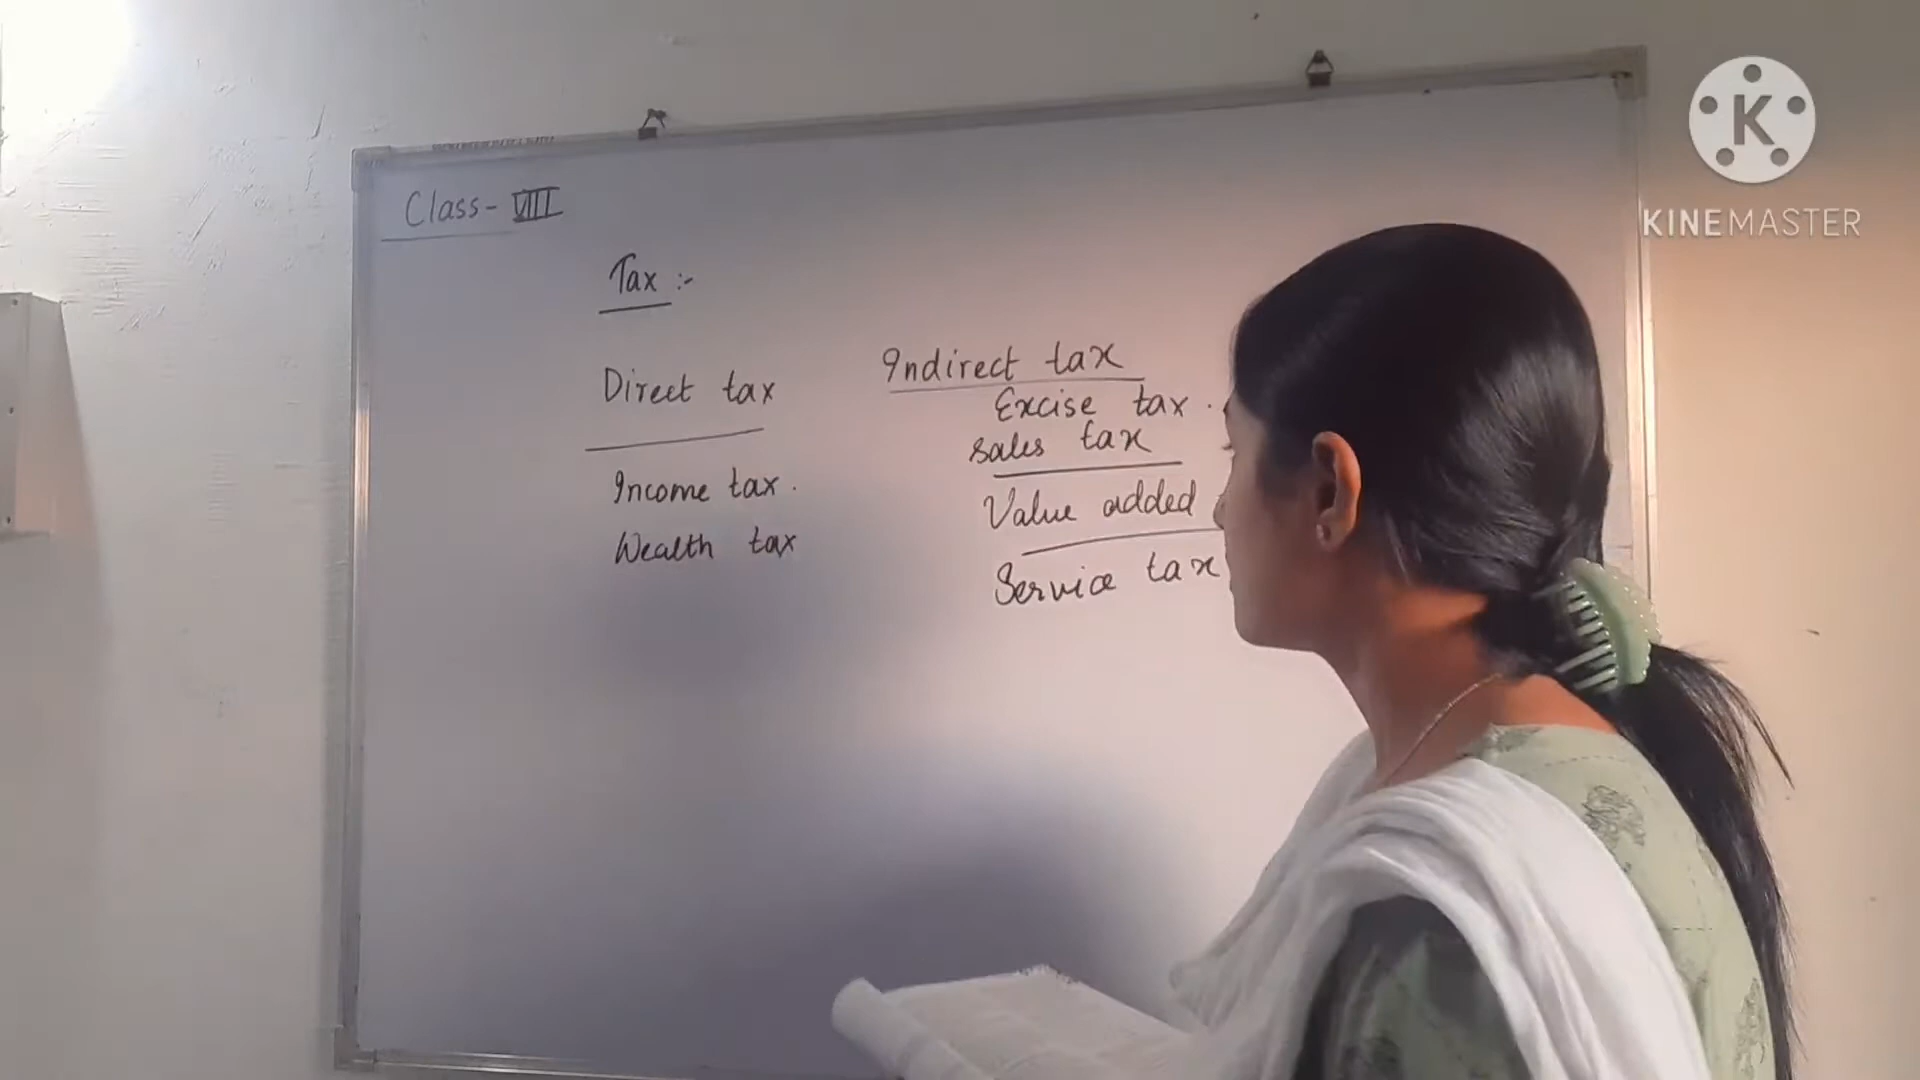 Class- VIII
Tax :-
Direct tax
Income tax.
Wealth tax
Indirect tax
Excise tax.
sales tax
Value added
Service tax
K
KINEMASTER